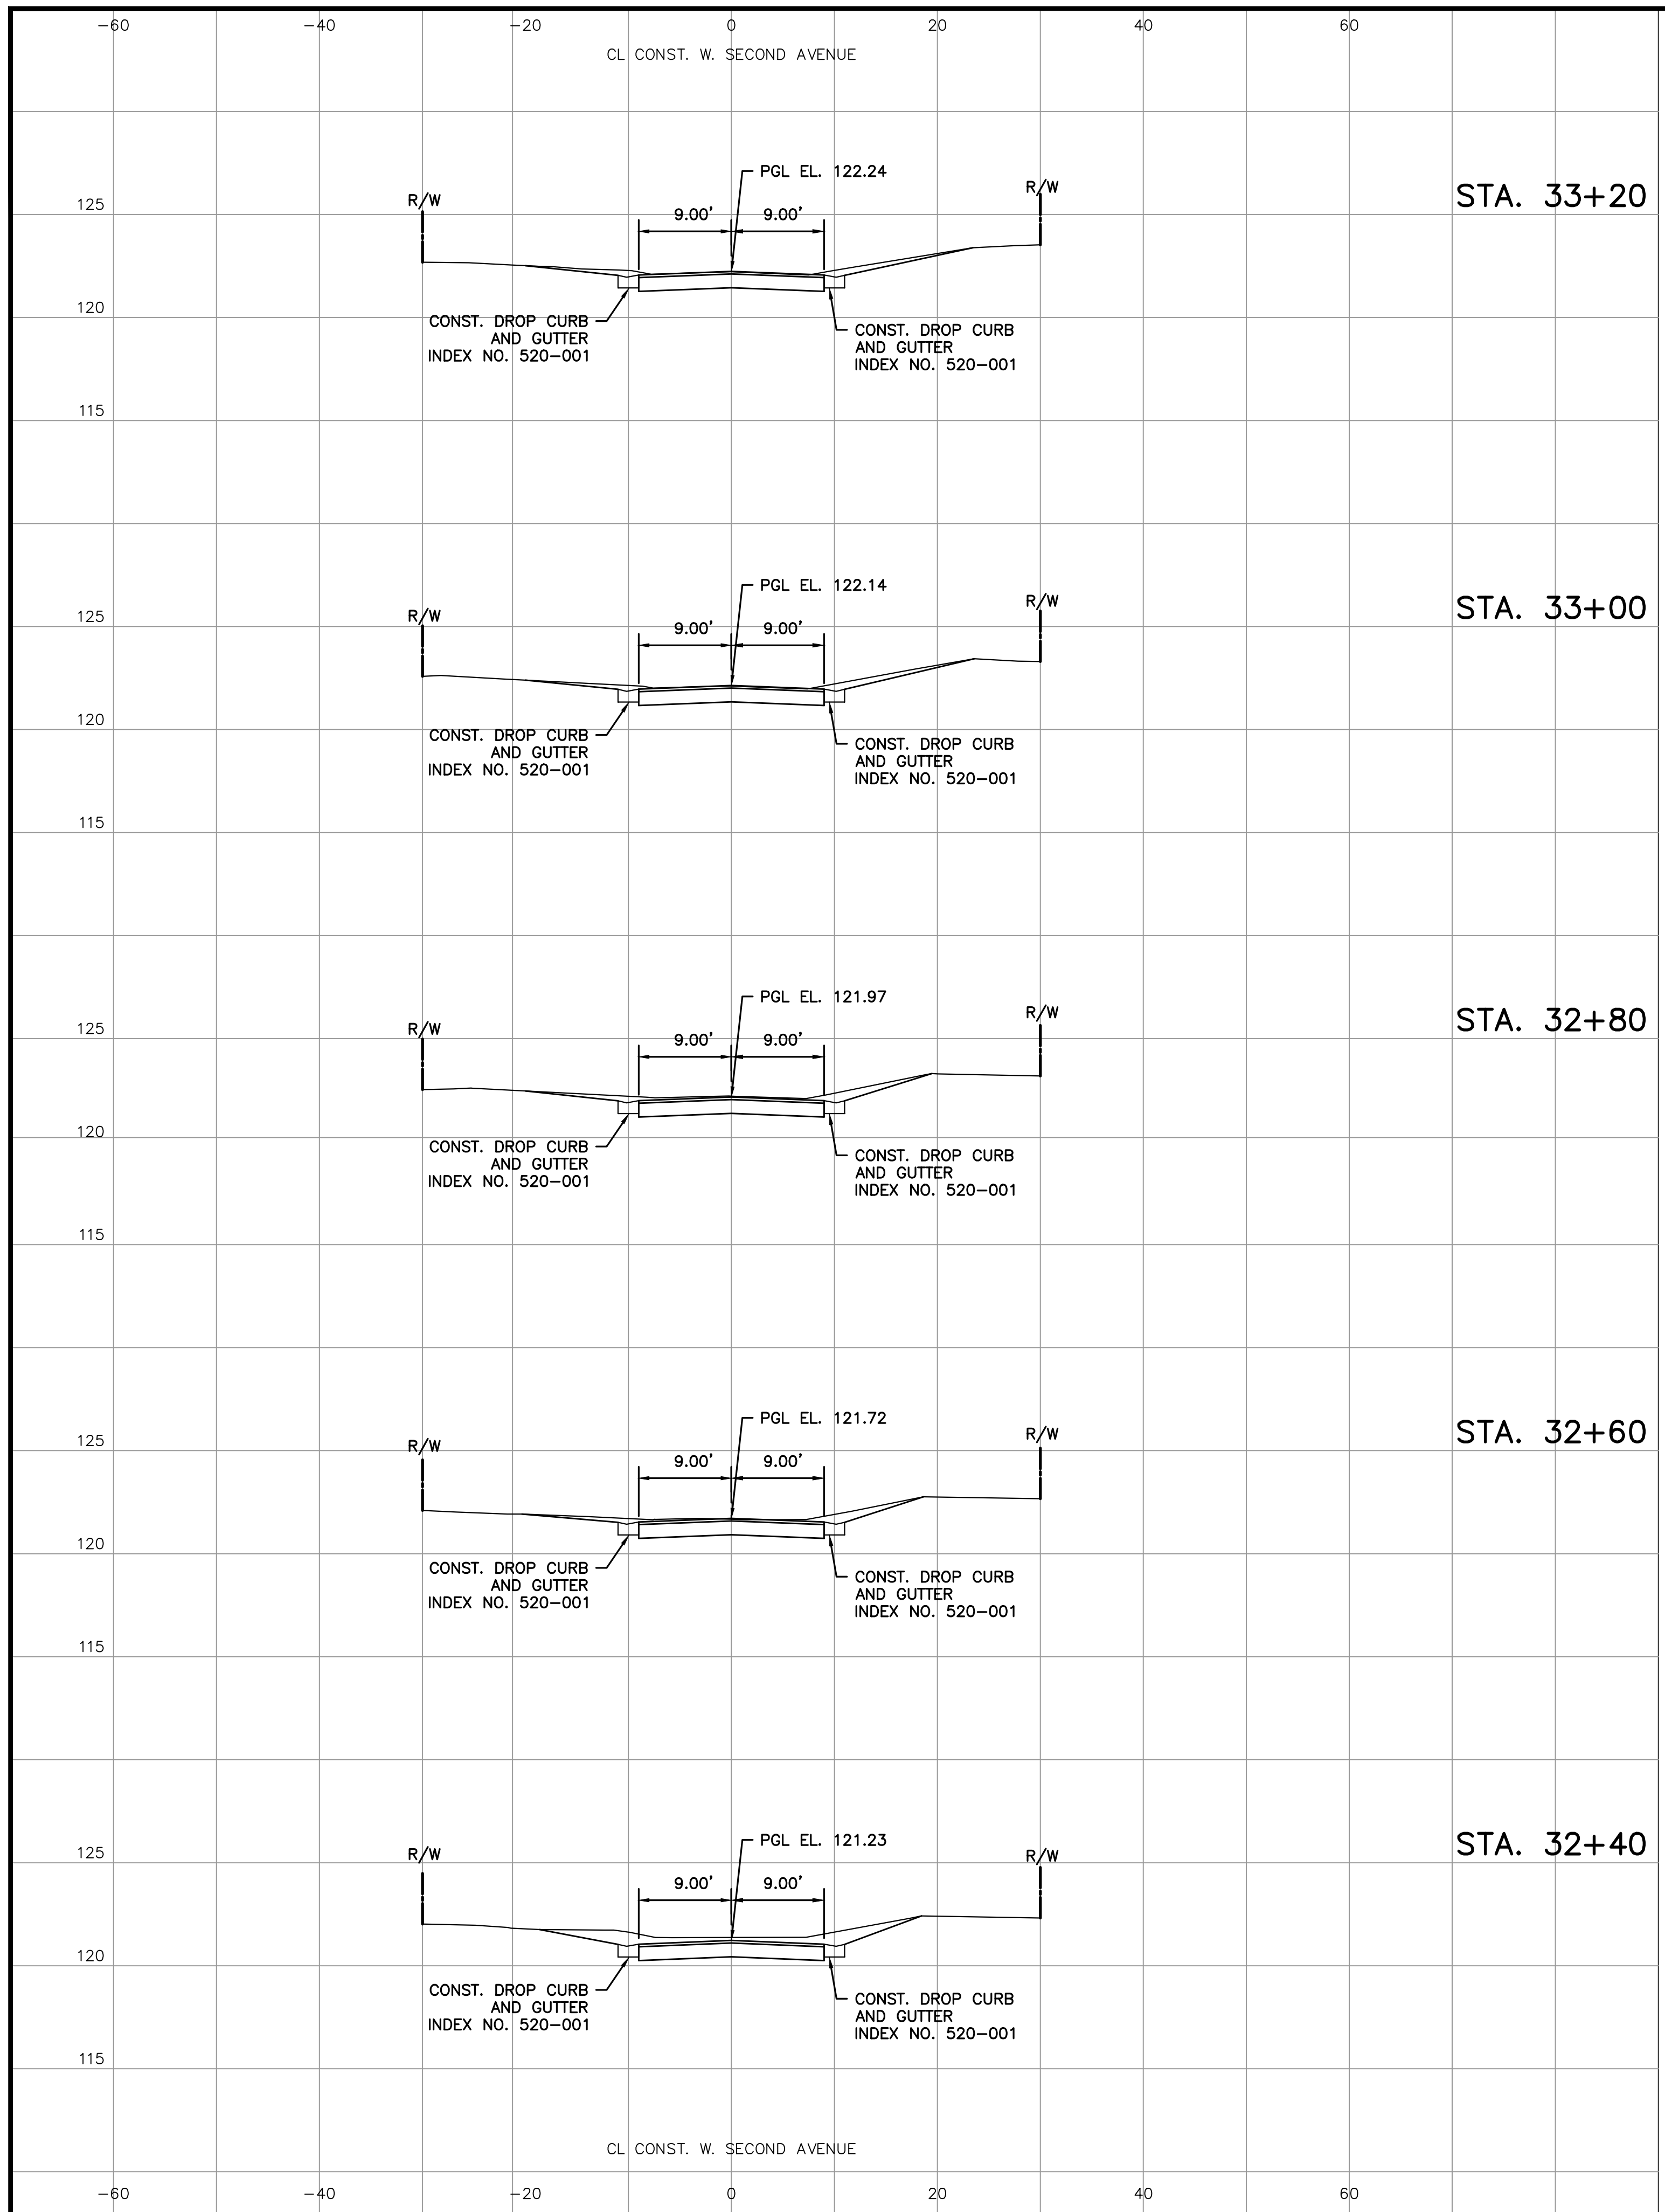 −60 −40 −20 0 20 40 60
CL CONST. W. SECOND AVENUE
PGL EL. 122.24
R/W R/W
STA. 33+20
125
9.00' 9.00'
120
CONST. DROP CURB
AND GUTTER
INDEX NO. 520−001
CONST. DROP CURB
AND GUTTER
INDEX NO. 520−001
115
PGL EL. 122.14
R/W R/W
STA. 33+00
125
9.00' 9.00'
120
CONST. DROP CURB
AND GUTTER
INDEX NO. 520−001
CONST. DROP CURB
AND GUTTER
INDEX NO. 520−001
115
PGL EL. 121.97
R/W R/W
STA. 32+80
125
9.00' 9.00'
120
CONST. DROP CURB
AND GUTTER
INDEX NO. 520−001
CONST. DROP CURB
AND GUTTER
INDEX NO. 520−001
115
PGL EL. 121.72
R/W R/W
STA. 32+60
125
9.00' 9.00'
120
CONST. DROP CURB
AND GUTTER
INDEX NO. 520−001
CONST. DROP CURB
AND GUTTER
INDEX NO. 520−001
115
PGL EL. 121.23
R/W R/W
STA. 32+40
125
9.00' 9.00'
120
CONST. DROP CURB
AND GUTTER
INDEX NO. 520−001
CONST. DROP CURB
AND GUTTER
INDEX NO. 520−001
115
CL CONST. W. SECOND AVENUE
−60 −40 −20 0 20 40 60